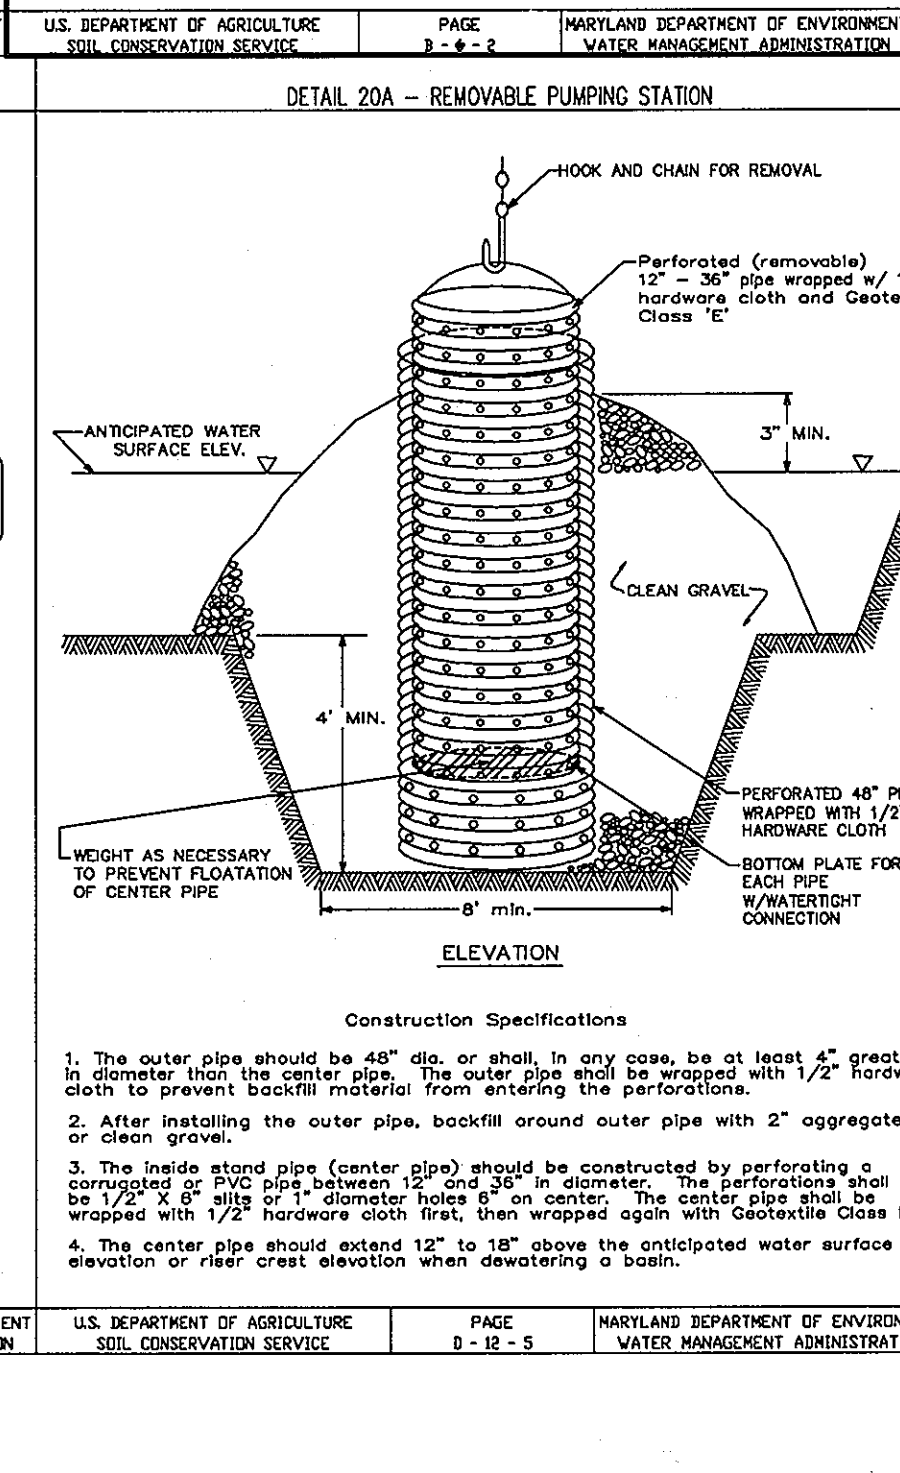 U.S. DEPARTMENT OF AGRICULTURE
SOIL CONSERVATION SERVICE
PAGE
MARYLAND DEPARTMENT OF ENVIRONMEN
WATER MANAGEMENT ADMINISTRATION
DETAIL 20A – REMOVABLE PUMPING STATION
HOOK AND CHAIN FOR REMOVAL
Perforated (removable)
12" – 36" pipe wrapped w/
hardware cloth and Geote
Class 'E'
ANTICIPATED WATER
SURFACE ELEV.
3" MIN.
CLEAN GRAVEL
4' MIN.
PERFORATED 48" PI
WRAPPED WITH 1/2"
HARDWARE CLOTH
WEIGHT AS NECESSARY
TO PREVENT FLOATATION
OF CENTER PIPE
BOTTOM PLATE FOR
EACH PIPE
W/WATERTIGHT
CONNECTION
8' min.
ELEVATION
Construction Specifications
1. The outer pipe should be 48" dia. or shall, in any case, be at least 4" great
in diameter than the center pipe. The outer pipe shall be wrapped with 1/2" hardw
cloth to prevent backfill material from entering the perforations.
2. After installing the outer pipe, backfill around outer pipe with 2" aggregate
or clean gravel.
3. The inside stand pipe (center pipe) should be constructed by perforating a
corrugated or PVC pipe between 12" and 36" in diameter. The perforations shall
be 1/2" X 6" slits or 1" diameter holes 6" on center. The center pipe shall be
wrapped with 1/2" hardware cloth first, then wrapped again with Geotextile Class
4. The center pipe should extend 12" to 18" above the anticipated water surface
elevation or riser crest elevation when dewatering a basin.
ENT
ON
U.S. DEPARTMENT OF AGRICULTURE
SOIL CONSERVATION SERVICE
PAGE
D - 12 - 5
MARYLAND DEPARTMENT OF ENVIRON
WATER MANAGEMENT ADMINISTRAT